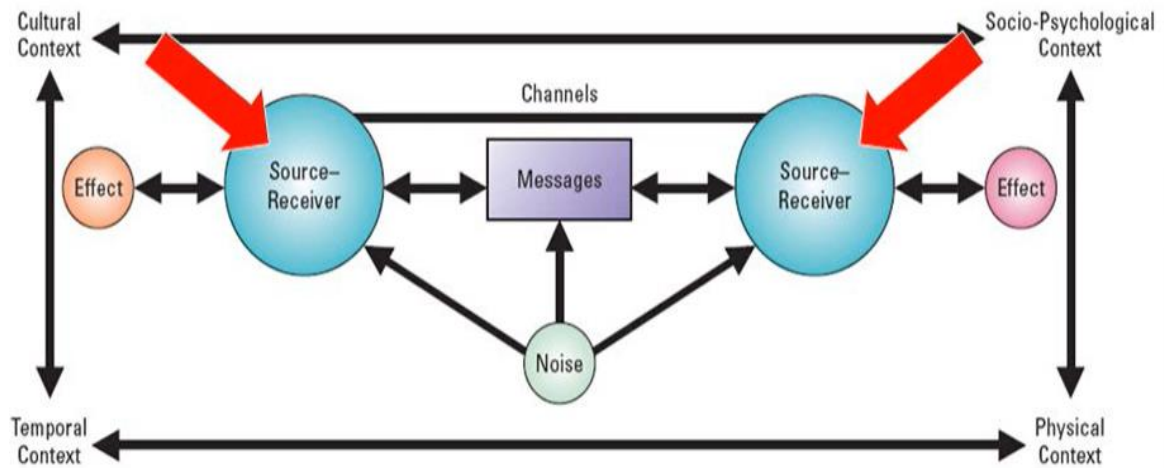 Cultural
Context
Socio-Psychological
Context
Channels
Effect
Source–
Receiver
Messages
Source–
Receiver
Effect
Noise
Temporal
Context
Physical
Context